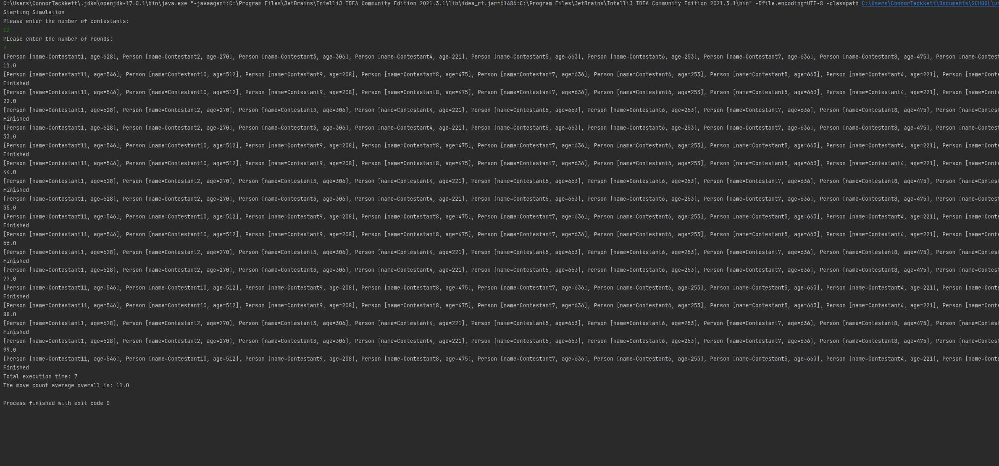 C:\Users\ConnorTackkett\.jdks\openjdk-17.0.1\bin\java.exe "-javaagent:C:\Program Files\JetBrains\IntelliJ IDEA Community Edition 2021.3.1\lib\idea_rt.jar=61486:C:\Program Files\JetBrains\IntelliJ IDEA Community Edition 2021.3.1\bin" -Dfile.encoding=UTF-8 -classpath C:\Users\ConnorTackkett\Documents\SCHOOL\un
Starting Simulation
Please enter the number of contestants:
12
PLease enter the number of rounds:
9
[Person [name=Contestant1, age=628], Person [name=Contestant2, age=270], Person [name=Contestant3, age=306], Person [name=Contestant4, age=221], Person [name=Contestant5, age=663], Person [name=Contestant6, age=253], Person [name=Contestant7, age=636], Person [name=Contestant8, age=475], Person [name=Contest
11.0
[Person [name=Contestant11, age=546], Person [name=Contestant10, age=512], Person [name=Contestant9, age=208], Person [name=Contestant8, age=475], Person [name=Contestant7, age=636], Person [name=Contestant6, age=253], Person [name=Contestant5, age=663], Person [name=Contestant4, age=221], Person [name=Conte
Finished
[Person [name=Contestant11, age=546], Person [name=Contestant10, age=512], Person [name=Contestant9, age=208], Person [name=Contestant8, age=475], Person [name=Contestant7, age=636], Person [name=Contestant6, age=253], Person [name=Contestant5, age=663], Person [name=Contestant4, age=221], Person [name=Conte
22.0
[Person [name=Contestant1, age=628], Person [name=Contestant2, age=270], Person [name=Contestant3, age=306], Person [name=Contestant4, age=221], Person [name=Contestant5, age=663], Person [name=Contestant6, age=253], Person [name=Contestant7, age=636], Person [name=Contestant8, age=475], Person [name=Contest
Finished
[Person [name=Contestant1, age=628], Person [name=Contestant2, age=270], Person [name=Contestant3, age=306], Person [name=Contestant4, age=221], Person [name=Contestant5, age=663], Person [name=Contestant6, age=253], Person [name=Contestant7, age=636], Person [name=Contestant8, age=475], Person [name=Contest
33.0
[Person [name=Contestant11, age=546], Person [name=Contestant10, age=512], Person [name=Contestant9, age=208], Person [name=Contestant8, age=475], Person [name=Contestant7, age=636], Person [name=Contestant6, age=253], Person [name=Contestant5, age=663], Person [name=Contestant4, age=221], Person [name=Conte
Finished
[Person [name=Contestant11, age=546], Person [name=Contestant10, age=512], Person [name=Contestant9, age=208], Person [name=Contestant8, age=475], Person [name=Contestant7, age=636], Person [name=Contestant6, age=253], Person [name=Contestant5, age=663], Person [name=Contestant4, age=221], Person [name=Conte
44.0
[Person [name=Contestant1, age=628], Person [name=Contestant2, age=270], Person [name=Contestant3, age=306], Person [name=Contestant4, age=221], Person [name=Contestant5, age=663], Person [name=Contestant6, age=253], Person [name=Contestant7, age=636], Person [name=Contestant8, age=475], Person [name=Contest
Finished
[Person [name=Contestant1, age=628], Person [name=Contestant2, age=270], Person [name=Contestant3, age=306], Person [name=Contestant4, age=221], Person [name=Contestant5, age=663], Person [name=Contestant6, age=253], Person [name=Contestant7, age=636], Person [name=Contestant8, age=475], Person [name=Contest
55.0
[Person [name=Contestant11, age=546], Person [name=Contestant10, age=512], Person [name=Contestant9, age=208], Person [name=Contestant8, age=475], Person [name=Contestant7, age=636], Person [name=Contestant6, age=253], Person [name=Contestant5, age=663], Person [name=Contestant4, age=221], Person [name=Conte
Finished
[Person [name=Contestant11, age=546], Person [name=Contestant10, age=512], Person [name=Contestant9, age=208], Person [name=Contestant8, age=475], Person [name=Contestant7, age=636], Person [name=Contestant6, age=253], Person [name=Contestant5, age=663], Person [name=Contestant4, age=221], Person [name=Conte
66.0
[Person [name=Contestant1, age=628], Person [name=Contestant2, age=270], Person [name=Contestant3, age=306], Person [name=Contestant4, age=221], Person [name=Contestant5, age=663], Person [name=Contestant6, age=253], Person [name=Contestant7, age=636], Person [name=Contestant8, age=475], Person [name=Contest
Finished
[Person [name=Contestant1, age=628], Person [name=Contestant2, age=270], Person [name=Contestant3, age=306], Person [name=Contestant4, age=221], Person [name=Contestant5, age=663], Person [name=Contestant6, age=253], Person [name=Contestant7, age=636], Person [name=Contestant8, age=475], Person [name=Contest
77.0
[Person [name=Contestant11, age=546], Person [name=Contestant10, age=512], Person [name=Contestant9, age=208], Person [name=Contestant8, age=475], Person [name=Contestant7, age=636], Person [name=Contestant6, age=253], Person [name=Contestant5, age=663], Person [name=Contestant4, age=221], Person [name=Conte
Finished
[Person [name=Contestant11, age=546], Person [name=Contestant10, age=512], Person [name=Contestant9, age=208], Person [name=Contestant8, age=475], Person [name=Contestant7, age=636], Person [name=Contestant6, age=253], Person [name=Contestant5, age=663], Person [name=Contestant4, age=221], Person [name=Conte
88.0
[Person [name=Contestant1, age=628], Person [name=Contestant2, age=270], Person [name=Contestant3, age=306], Person [name=Contestant4, age=221], Person [name=Contestant5, age=663], Person [name=Contestant6, age=253], Person [name=Contestant7, age=636], Person [name=Contestant8, age=475], Person [name=Contest
Finished
[Person [name=Contestant1, age=628], Person [name=Contestant2, age=270], Person [name=Contestant3, age=306], Person [name=Contestant4, age=221], Person [name=Contestant5, age=663], Person [name=Contestant6, age=253], Person [name=Contestant7, age=636], Person [name=Contestant8, age=475], Person [name=Contest
99.0
[Person [name=Contestant11, age=546], Person [name=Contestant10, age=512], Person [name=Contestant9, age=208], Person [name=Contestant8, age=475], Person [name=Contestant7, age=636], Person [name=Contestant6, age=253], Person [name=Contestant5, age=663], Person [name=Contestant4, age=221], Person [name=Conte
Finished
Total execution time: 7
The move count average overall is: 11.0
Process finished with exit code 0